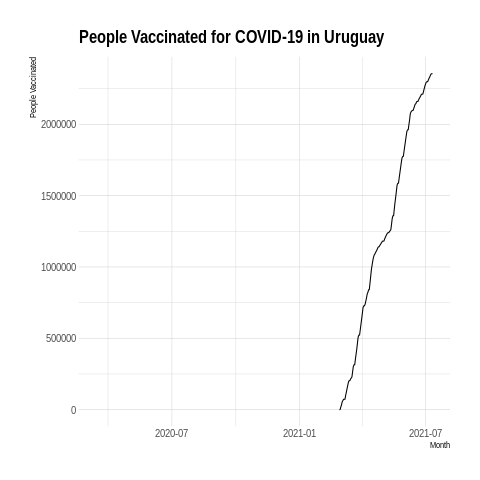 People Vaccinated for COVID-19 in Uruguay
People Vaccinated
2000000
1500000
1000000
500000
0
2020-07
2021-01
2021-07
Month